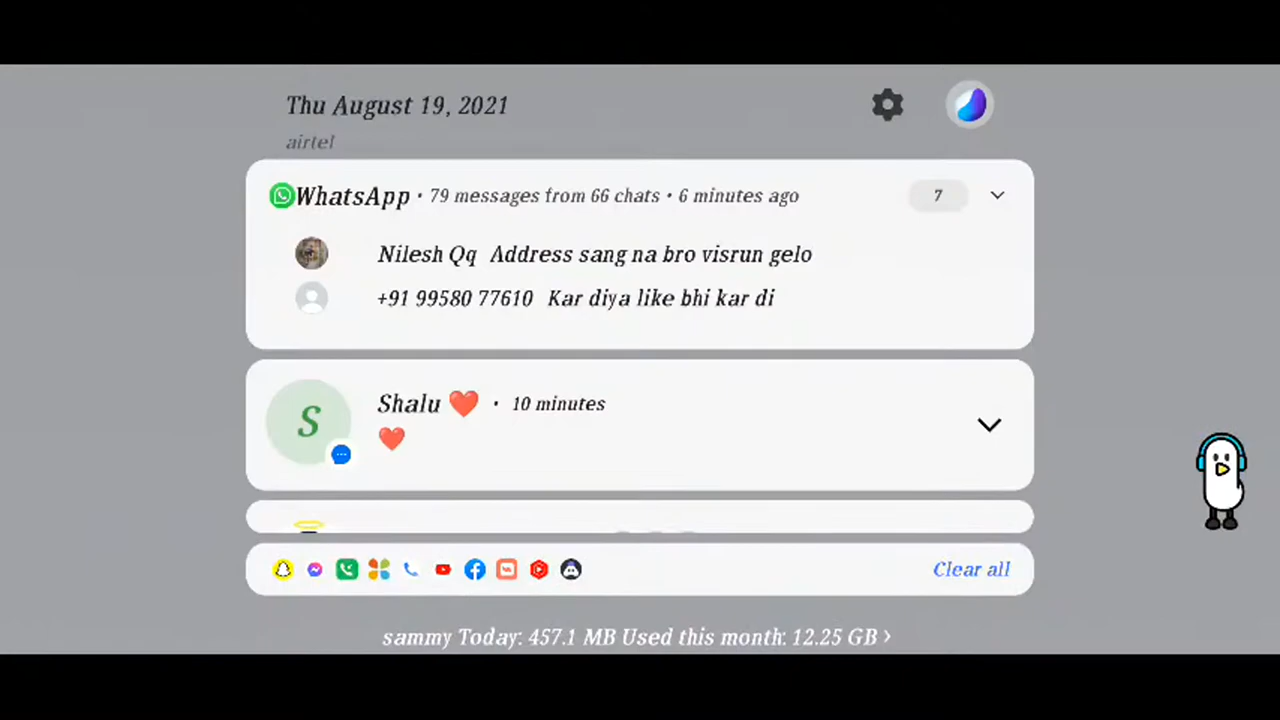 Thu August 19, 2021
airtel
WhatsApp • 79 messages from 66 chats • 6 minutes ago 7
Nilesh Qq Address sang na bro visrun gelo
+91 99580 77610 Kar diya like bhi kar di
S Shalu ❤️ • 10 minutes
❤️
Clear all
sammy Today: 457.1 MB Used this month: 12.25 GB >